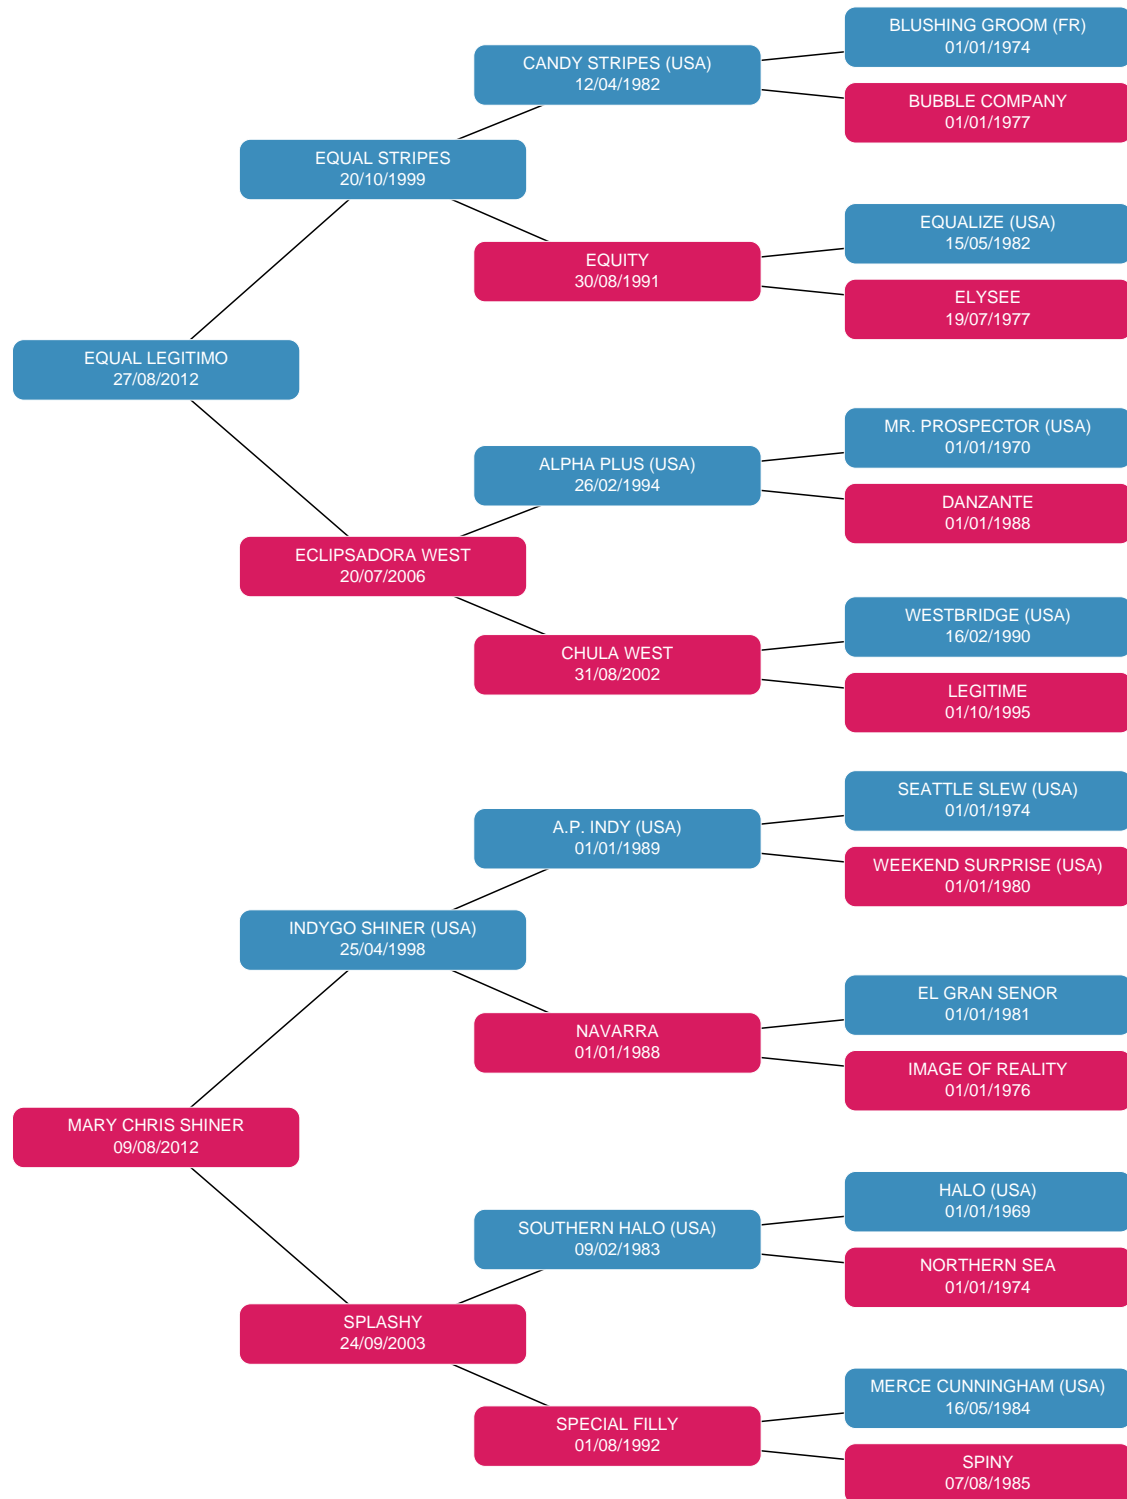 BLUSHING GROOM (FR)
01/01/1974
CANDY STRIPES (USA)
12/04/1982
BUBBLE COMPANY
01/01/1977
EQUAL STRIPES
20/10/1999
EQUALIZE (USA)
15/05/1982
EQUITY
30/08/1991
ELYSEE
19/07/1977
EQUAL LEGITIMO
27/08/2012
MR. PROSPECTOR (USA)
01/01/1970
ALPHA PLUS (USA)
26/02/1994
DANZANTE
01/01/1988
ECLIPSADORA WEST
20/07/2006
WESTBRIDGE (USA)
16/02/1990
CHULA WEST
31/08/2002
LEGITIME
01/10/1995
SEATTLE SLEW (USA)
01/01/1974
A.P. INDY (USA)
01/01/1989
WEEKEND SURPRISE (USA)
01/01/1980
INDYGO SHINER (USA)
25/04/1998
EL GRAN SENOR
01/01/1981
NAVARRA
01/01/1988
IMAGE OF REALITY
01/01/1976
MARY CHRIS SHINER
09/08/2012
HALO (USA)
01/01/1969
SOUTHERN HALO (USA)
09/02/1983
NORTHERN SEA
01/01/1974
SPLASHY
24/09/2003
MERCE CUNNINGHAM (USA)
16/05/1984
SPECIAL FILLY
01/08/1992
SPINY
07/08/1985